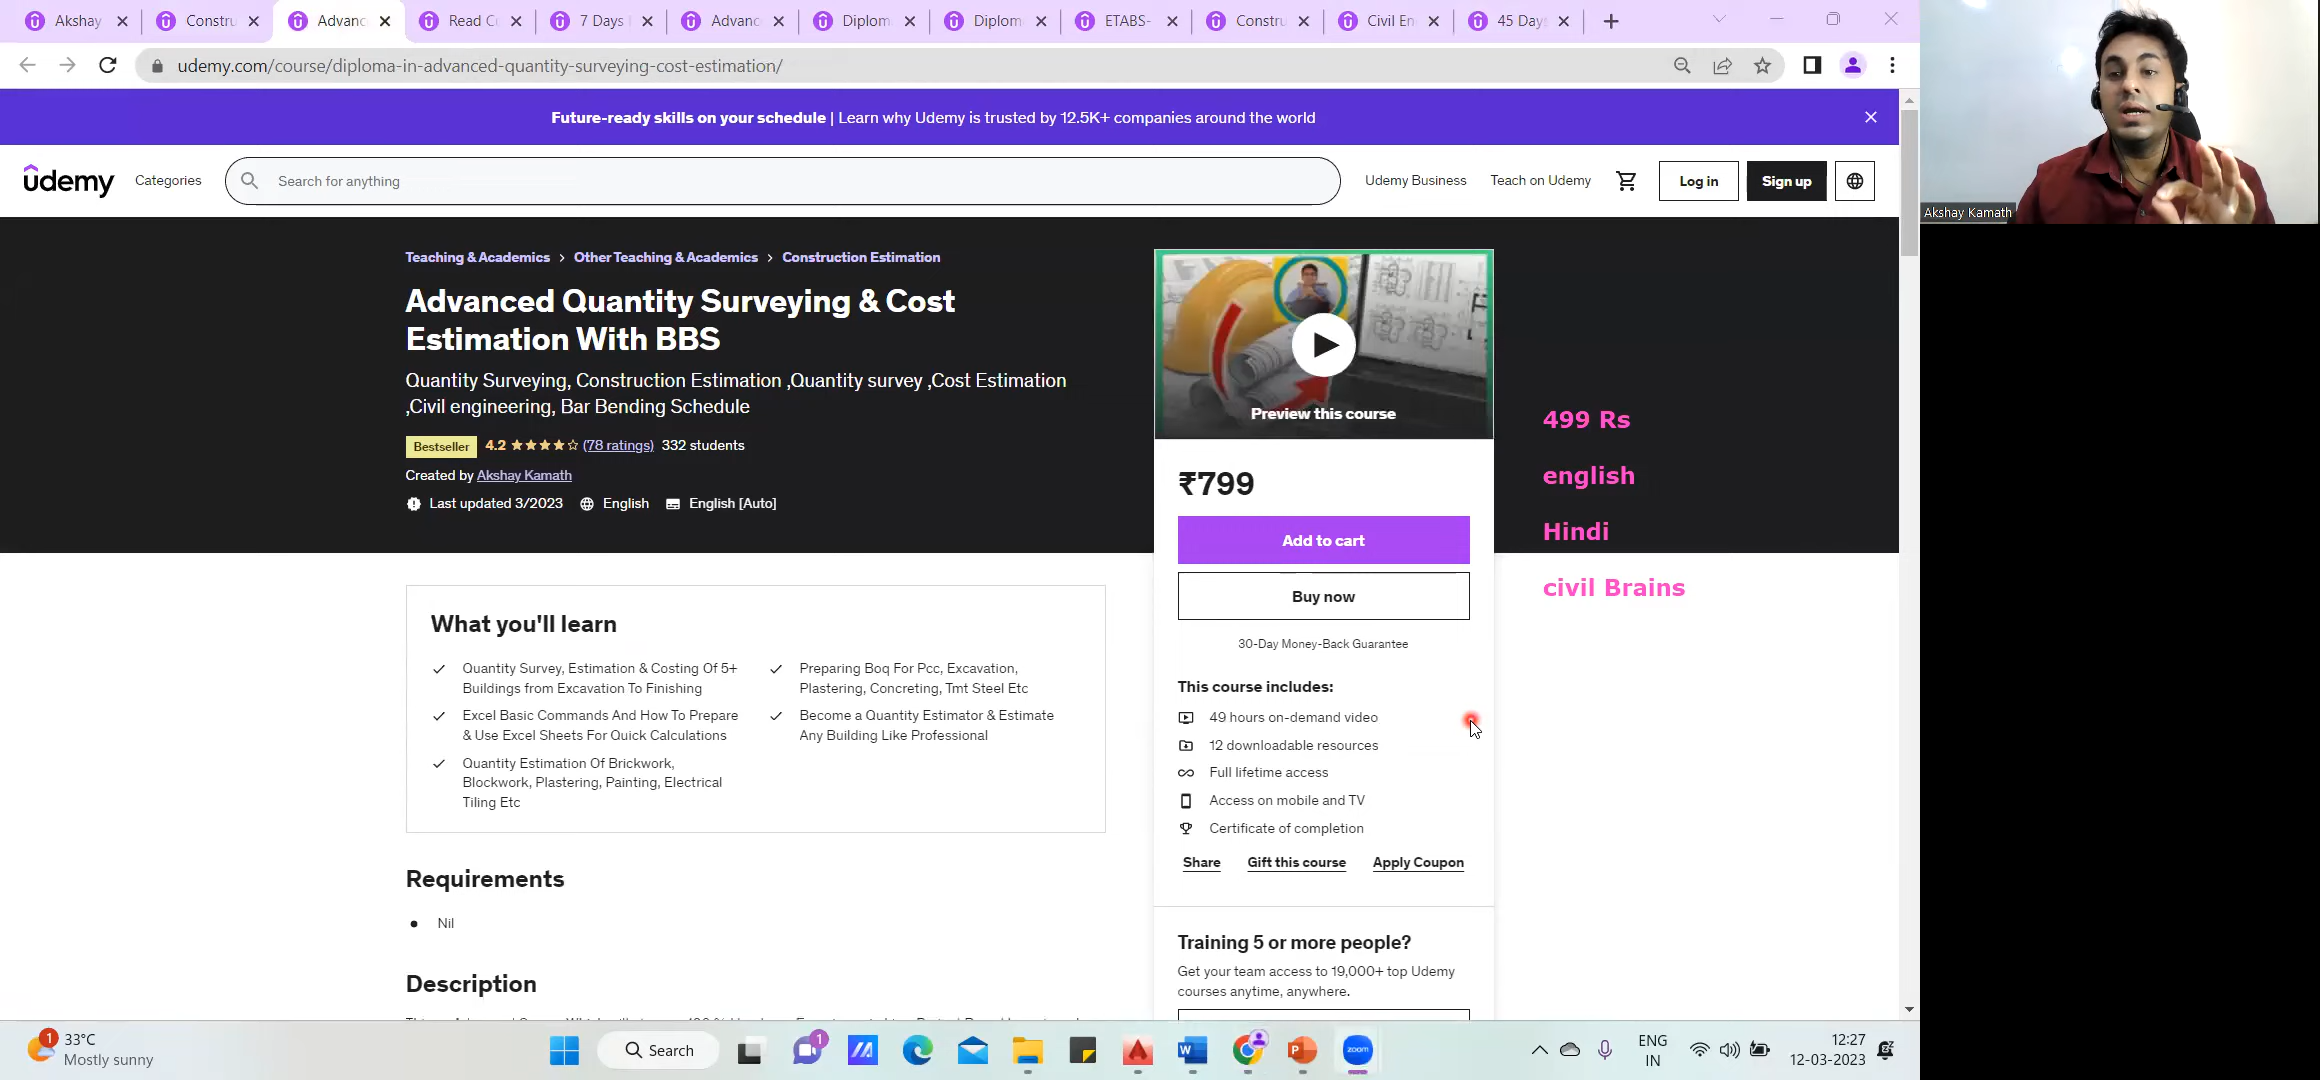 Akshay
Constru
Advanc
Read Co
7 Days
Advanc
Diplom
Diplom
ETABS-
Constru
Civil En
45 Days
udemy.com/course/diploma-in-advanced-quantity-surveying-cost-estimation/
Future-ready skills on your schedule | Learn why Udemy is trusted by 12.5K+ companies around the world
udemy
Categories
Search for anything
Udemy Business
Teach on Udemy
Log in
Sign up
Akshay Kamath
Teaching & Academics > Other Teaching & Academics > Construction Estimation
Advanced Quantity Surveying & Cost
Estimation With BBS
Quantity Surveying, Construction Estimation ,Quantity survey ,Cost Estimation
,Civil engineering, Bar Bending Schedule
Bestseller 4.2 (78 ratings) 332 students
Created by Akshay Kamath
Last updated 3/2023 English English [Auto]
Preview this course
₹799
Add to cart
Buy now
30-Day Money-Back Guarantee
This course includes:
49 hours on-demand video
12 downloadable resources
Full lifetime access
Access on mobile and TV
Certificate of completion
Share Gift this course Apply Coupon
Training 5 or more people?
Get your team access to 19,000+ top Udemy
courses anytime, anywhere.
499 Rs
english
Hindi
civil Brains
What you'll learn
Quantity Survey, Estimation & Costing Of 5+
Buildings from Excavation To Finishing
Excel Basic Commands And How To Prepare
& Use Excel Sheets For Quick Calculations
Quantity Estimation Of Brickwork,
Blockwork, Plastering, Painting, Electrical
Tiling Etc
Preparing Boq For Pcc, Excavation,
Plastering, Concreting, Tmt Steel Etc
Become a Quantity Estimator & Estimate
Any Building Like Professional
Requirements
Nil
Description
1
33°C
Mostly sunny
Search
1
W
P
zoom
ENG
IN
12:27
12-03-2023